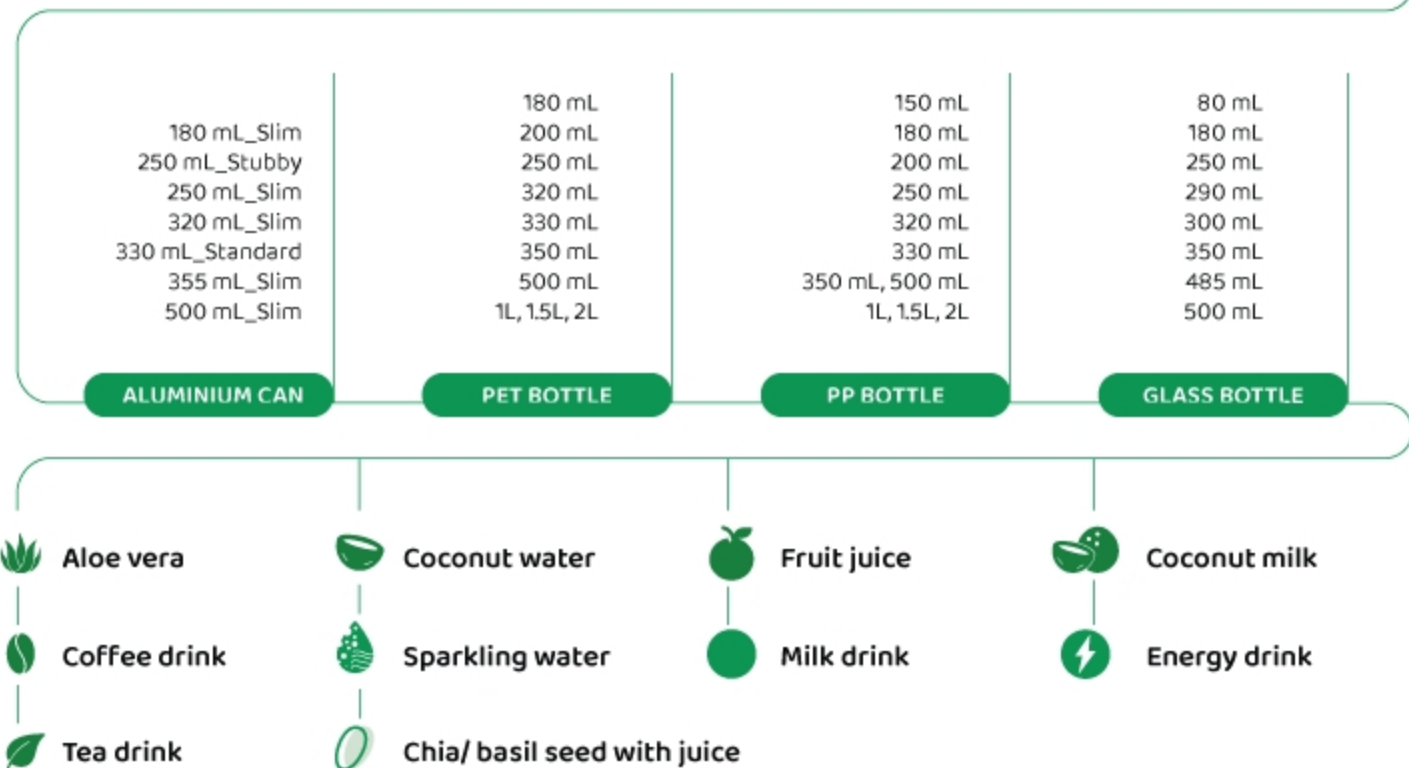 180 mL_Slim
250 mL_Stubby
250 mL_Slim
320 mL_Slim
330 mL_Standard
355 mL_Slim
500 mL_Slim
ALUMINIUM CAN
180 mL
200 mL
250 mL
320 mL
330 mL
350 mL
500 mL
1L, 1.5L, 2L
PET BOTTLE
150 mL
180 mL
200 mL
250 mL
320 mL
330 mL
350 mL, 500 mL
1L, 1.5L, 2L
PP BOTTLE
80 mL
180 mL
250 mL
290 mL
300 mL
350 mL
485 mL
500 mL
GLASS BOTTLE
Aloe vera
Coconut water
Fruit juice
Coconut milk
Coffee drink
Sparkling water
Milk drink
Energy drink
Tea drink
Chia/ basil seed with juice